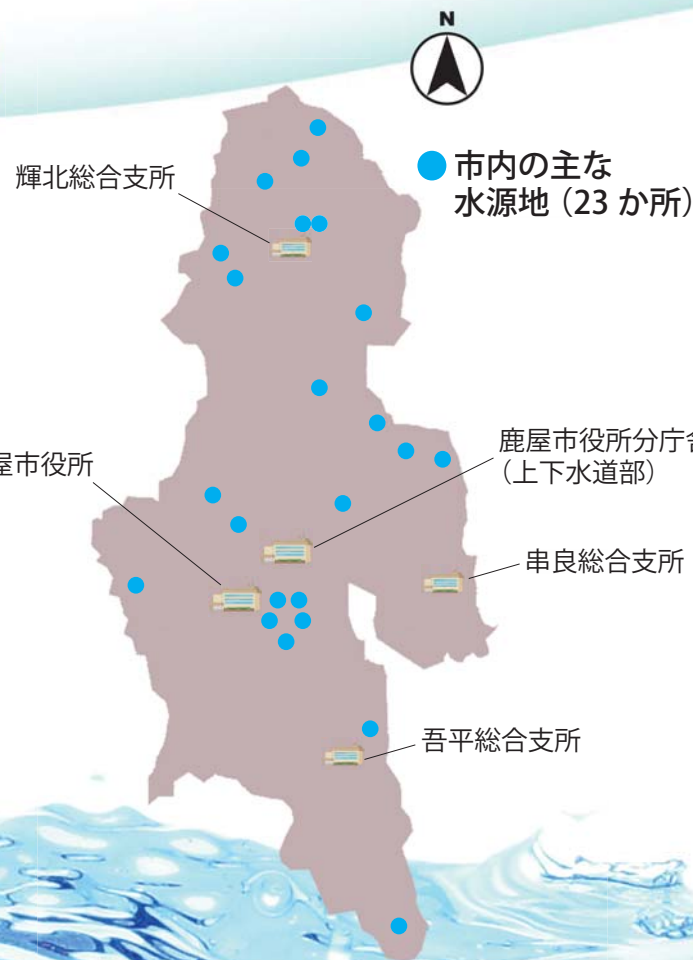 N
市内の主な
水源地（23 か所）
輝北総合支所
屋市役所
鹿屋市役所分庁舎
（上下水道部）
串良総合支所
吾平総合支所